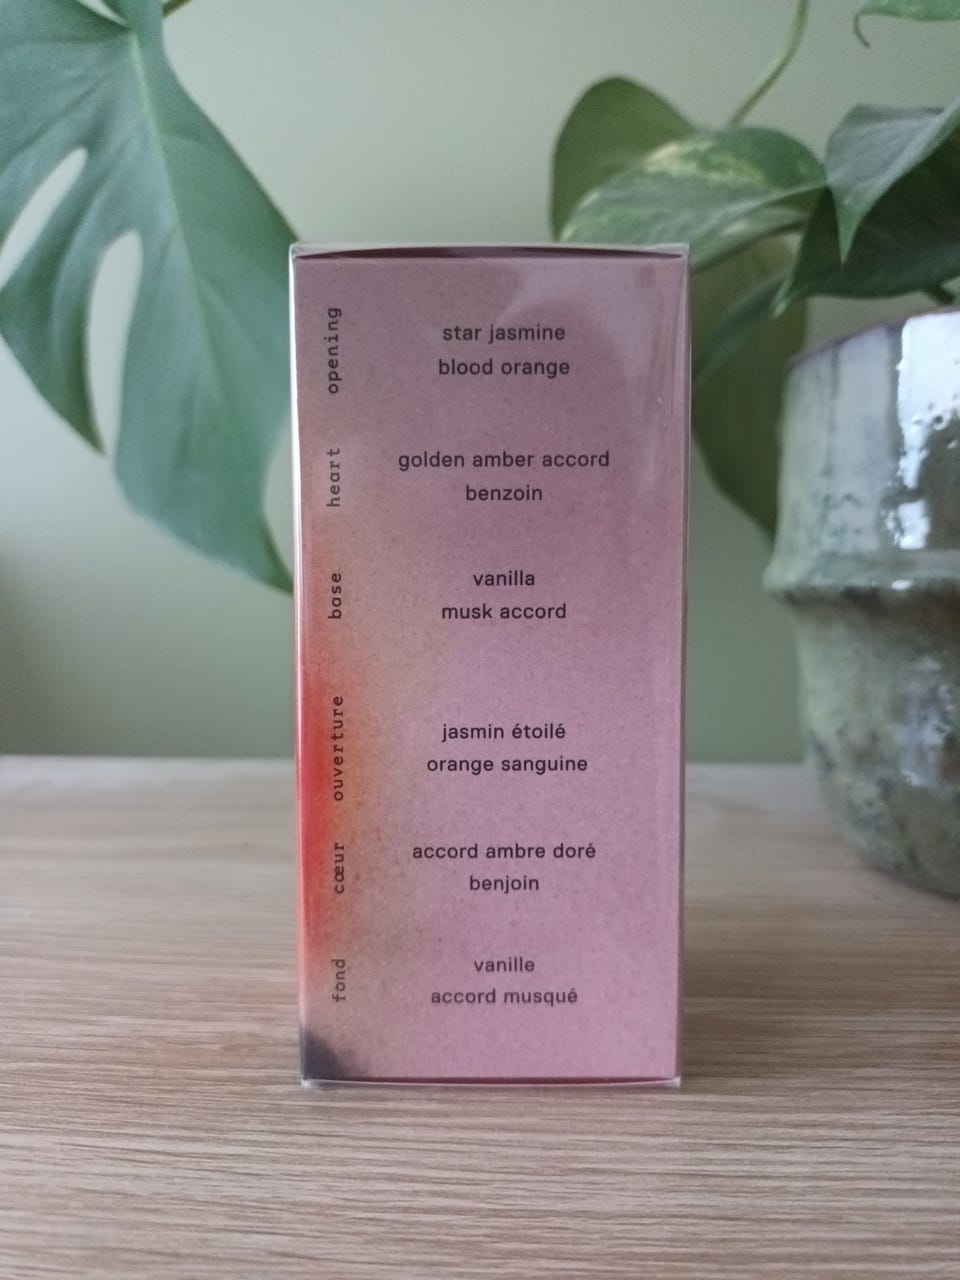 opening
star jasmine
blood orange
heart
golden amber accord
benzoin
base
vanilla
musk accord
ouverture
jasmin étoilé
orange sanguine
cœur
accord ambre doré
benjoin
fond
vanille
accord musqué